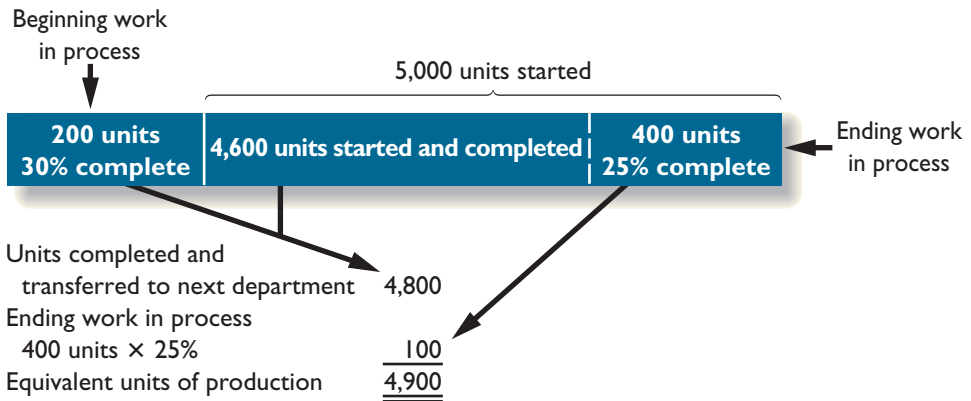 Beginning work
in process
5,000 units started
200 units
30% complete
4,600 units started and completed
400 units
25% complete
Ending work
in process
Units completed and
transferred to next department 4,800
Ending work in process
400 units × 25% 100
Equivalent units of production 4,900